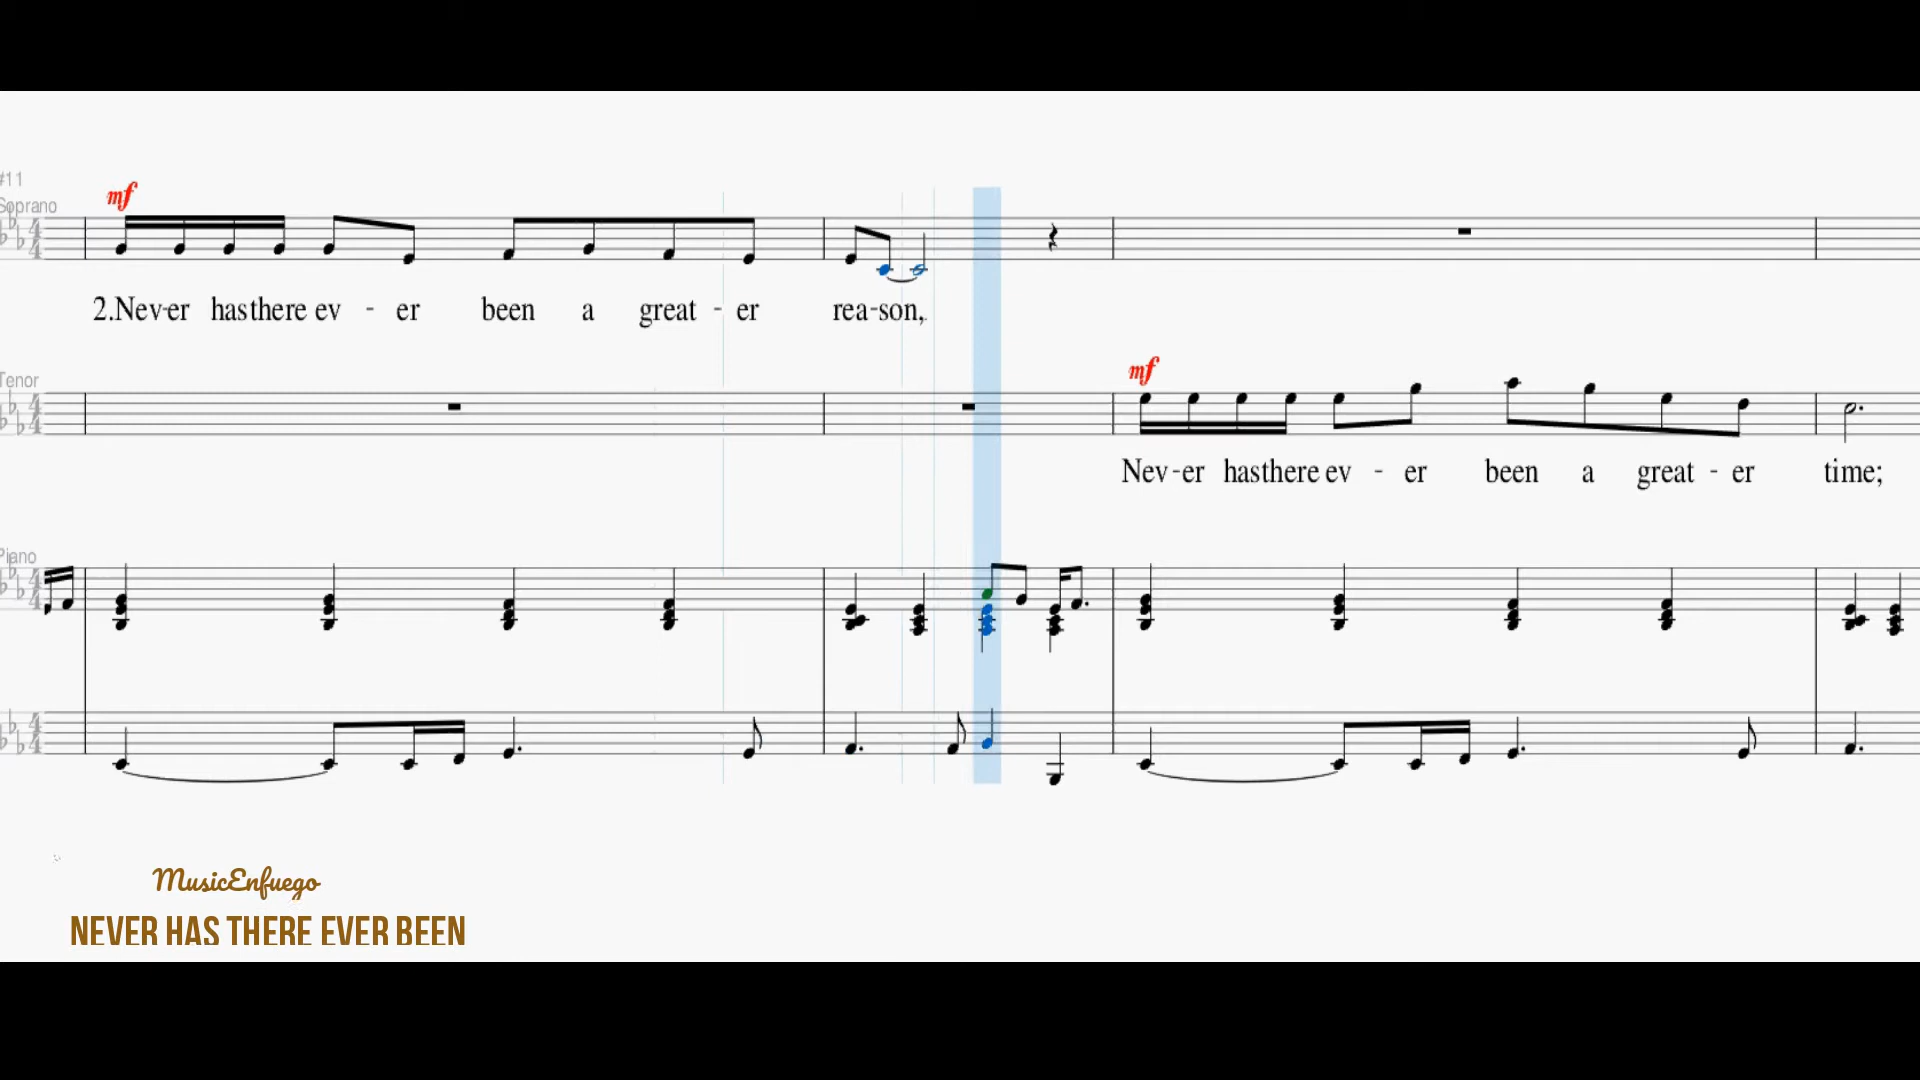 #11
mf
Soprano
2.Nev-er has there ev - er been a great - er rea-son,
Tenor
mf
Nev-er has there ev - er been a great - er time;
Piano
MusicEnfuego
NEVER HAS THERE EVER BEEN